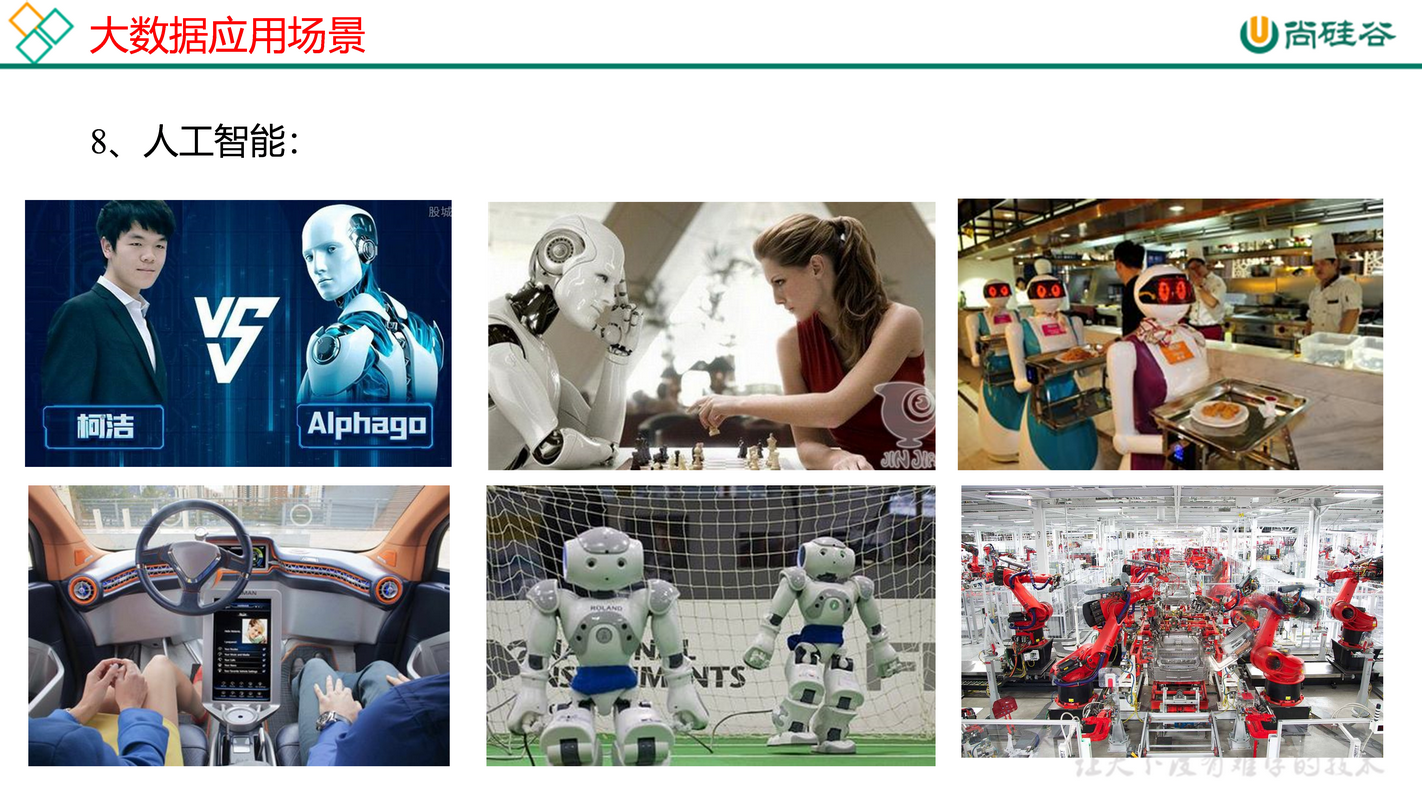 大数据应用场景
尚硅谷
8、人工智能：
股城
VS
柯洁
Alphago
JIN JIA
ROLAND
NATIONAL
INSTRUMENTS
让天下没有难学的技术